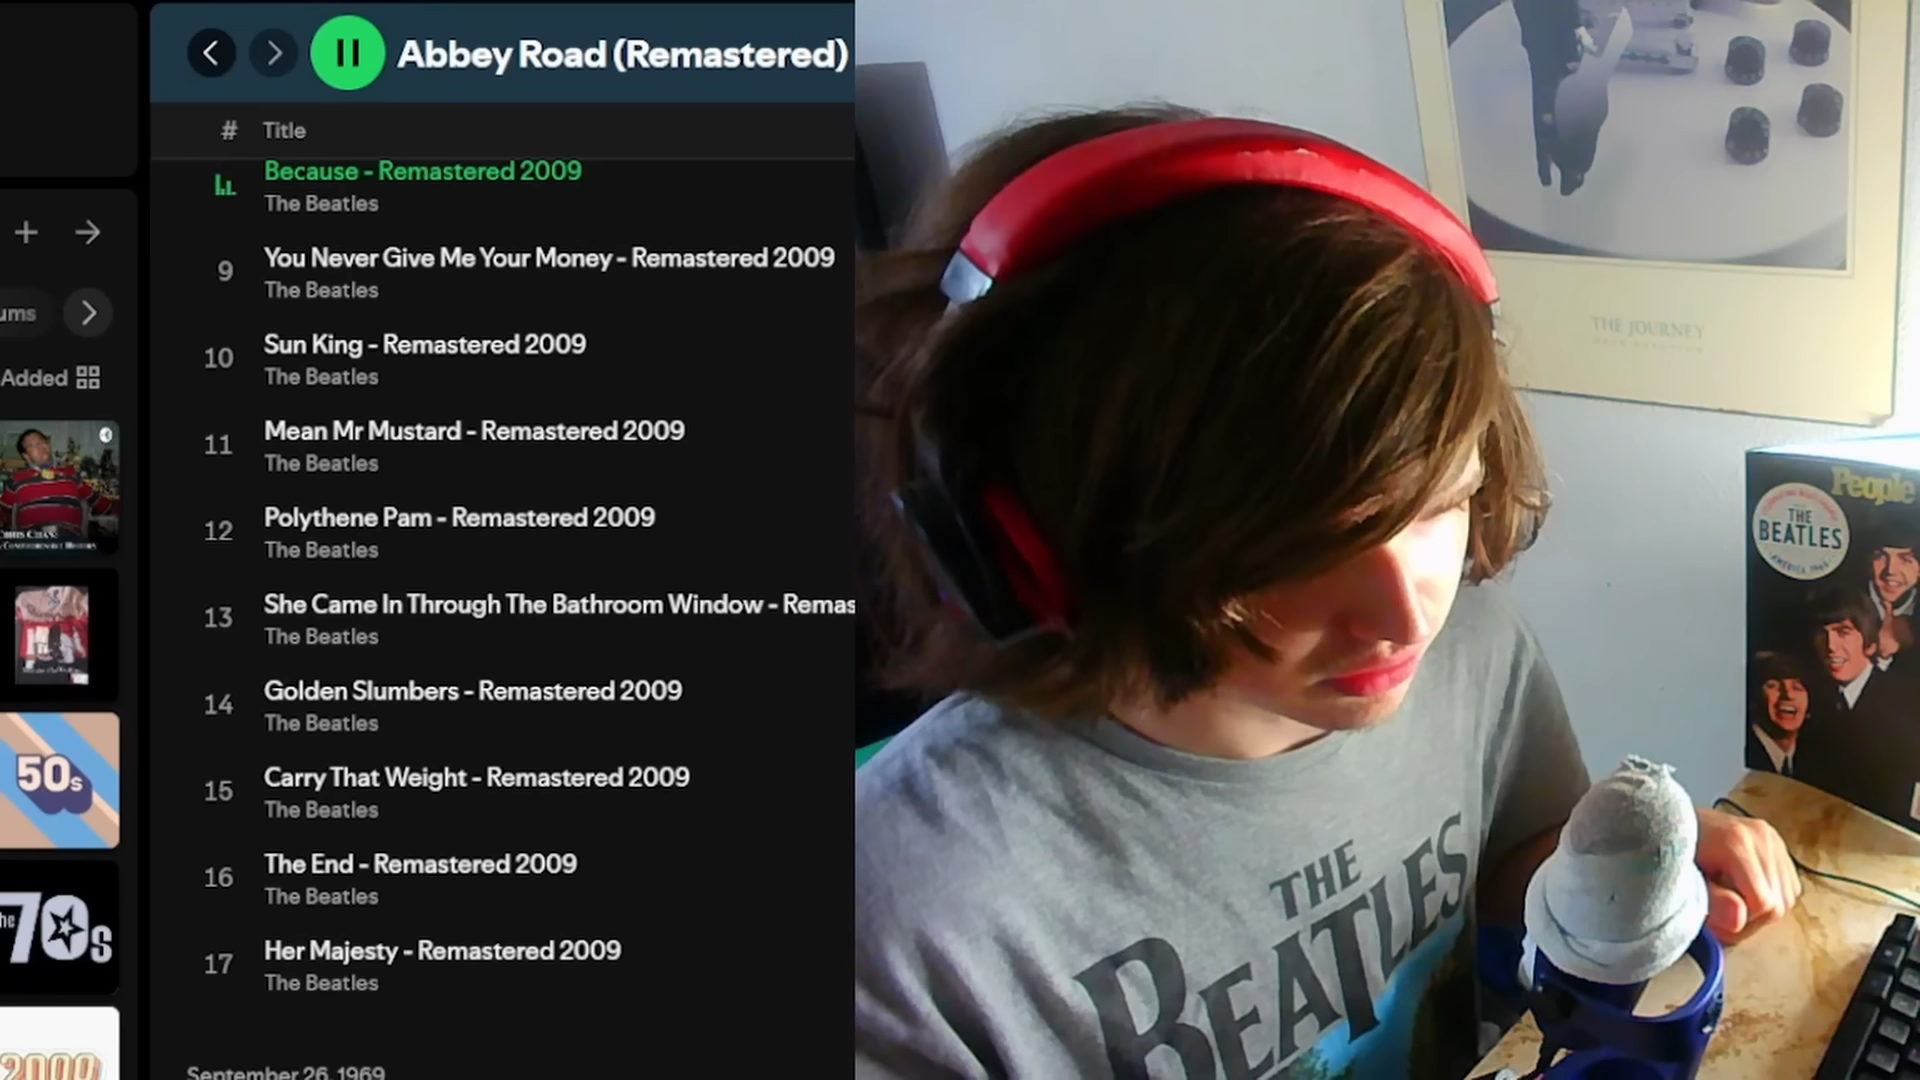 Abbey Road (Remastered)
# Title
Because - Remastered 2009
The Beatles
9
You Never Give Me Your Money - Remastered 2009
The Beatles
10
Sun King - Remastered 2009
The Beatles
11
Mean Mr Mustard - Remastered 2009
The Beatles
12
Polythene Pam - Remastered 2009
The Beatles
13
She Came In Through The Bathroom Window - Remas
The Beatles
14
Golden Slumbers - Remastered 2009
The Beatles
15
Carry That Weight - Remastered 2009
The Beatles
16
The End - Remastered 2009
The Beatles
17
Her Majesty - Remastered 2009
The Beatles
September 26, 1969
ums
Added
50s
the 70s
2000
THE JOURNEY
People
THE
BEATLES
THE
BEATLES